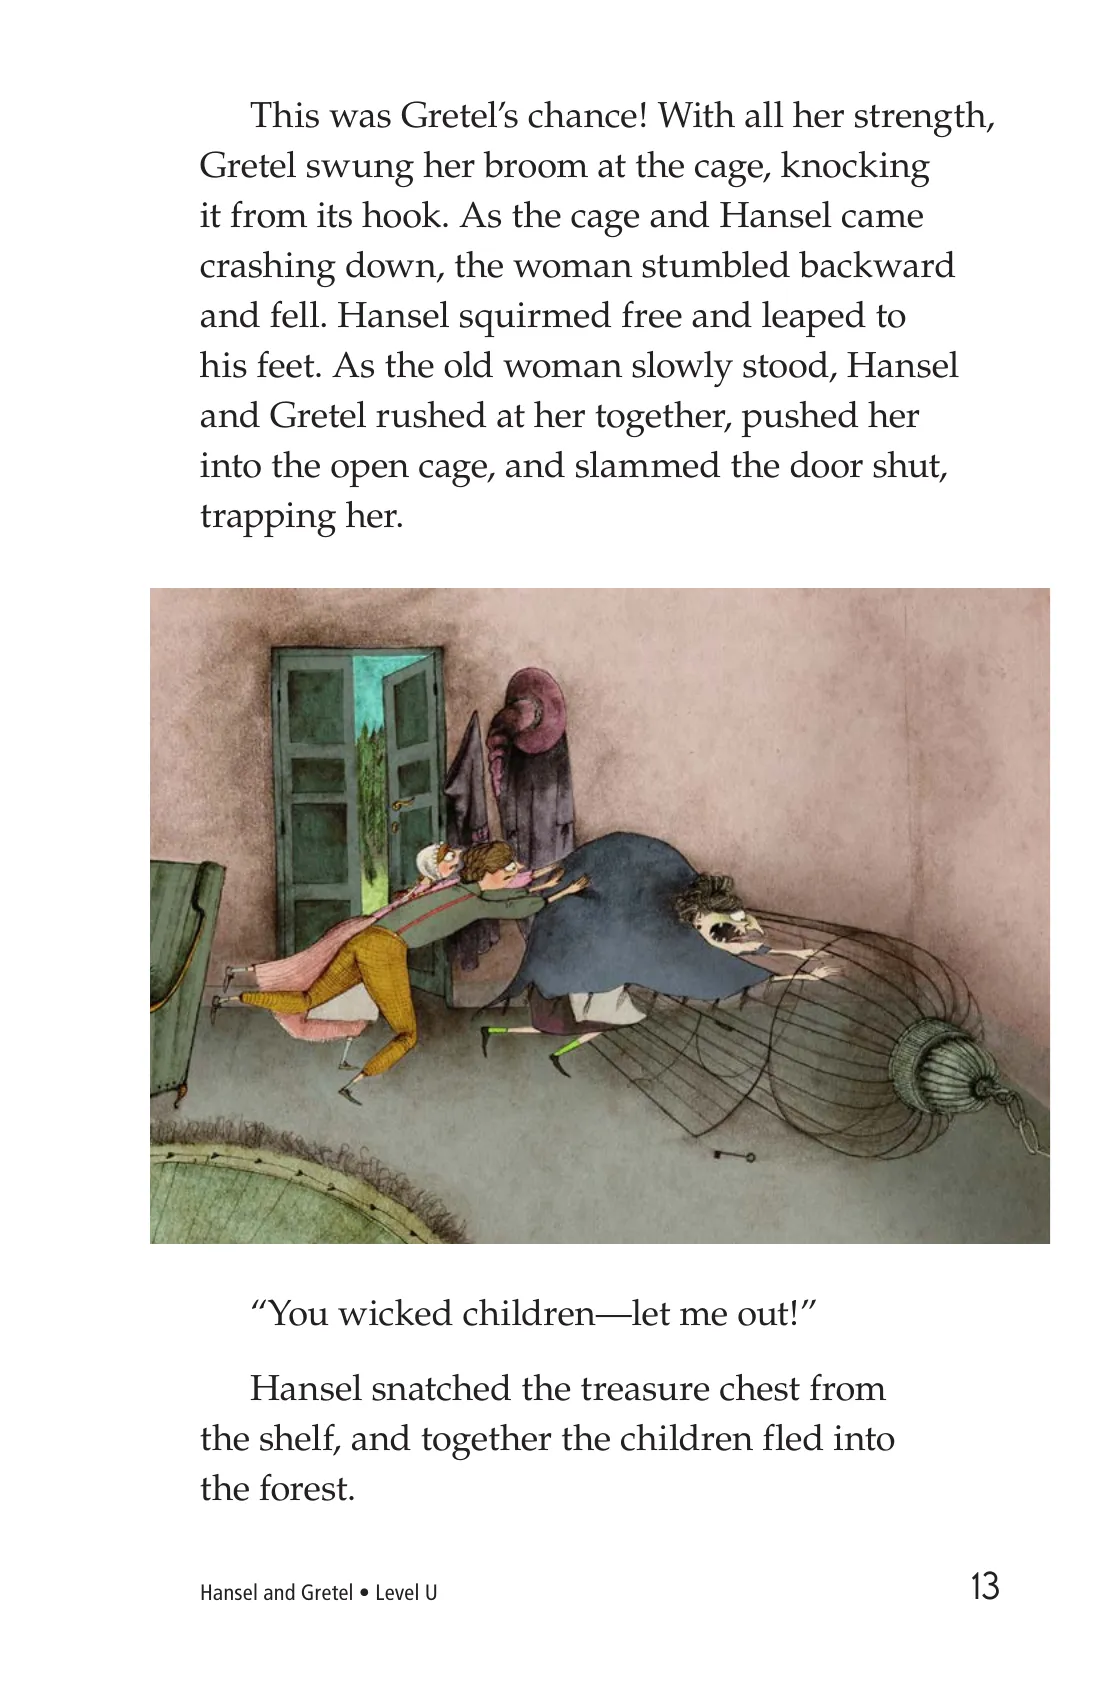 This was Gretel’s chance! With all her strength,
Gretel swung her broom at the cage, knocking
it from its hook. As the cage and Hansel came
crashing down, the woman stumbled backward
and fell. Hansel squirmed free and leaped to
his feet. As the old woman slowly stood, Hansel
and Gretel rushed at her together, pushed her
into the open cage, and slammed the door shut,
trapping her.
“You wicked children—let me out!”
Hansel snatched the treasure chest from
the shelf, and together the children fled into
the forest.
Hansel and Gretel • Level U
13